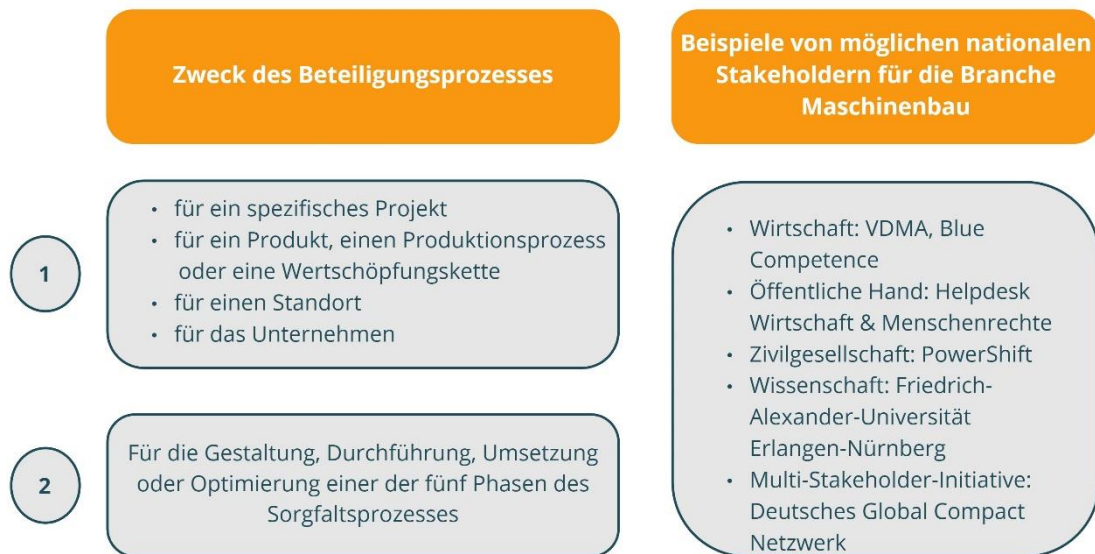 Zweck des Beteiligungsprozesses
Beispiele von möglichen nationalen
Stakeholdern für die Branche
Maschinenbau
1
• für ein spezifisches Projekt
• für ein Produkt, einen Produktionsprozess
oder eine Wertschöpfungskette
• für einen Standort
• für das Unternehmen
2
Für die Gestaltung, Durchführung, Umsetzung
oder Optimierung einer der fünf Phasen des
Sorgfaltsprozesses
• Wirtschaft: VDMA, Blue
Competence
• Öffentliche Hand: Helpdesk
Wirtschaft & Menschenrechte
• Zivilgesellschaft: PowerShift
• Wissenschaft: Friedrich-
Alexander-Universität
Erlangen-Nürnberg
• Multi-Stakeholder-Initiative:
Deutsches Global Compact
Netzwerk